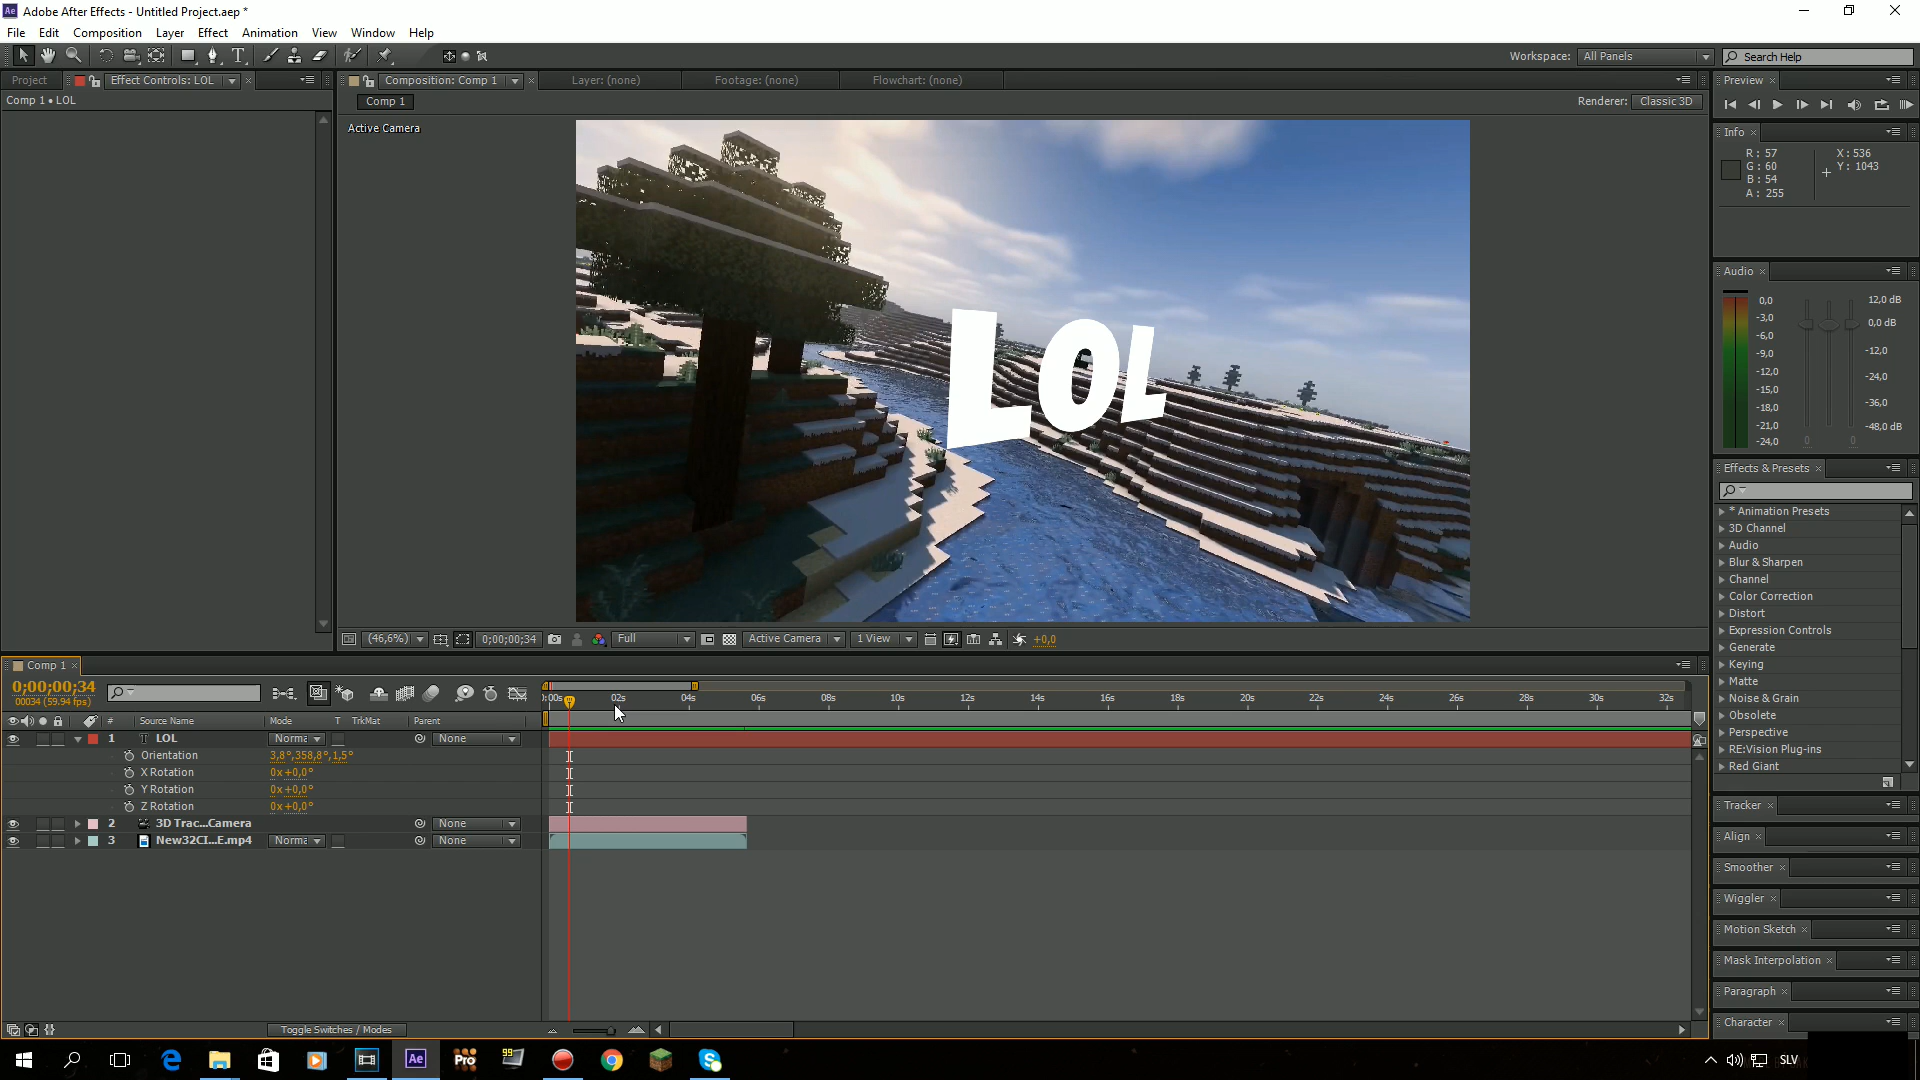 Adobe After Effects - Untitled Project.aep *
File Edit Composition Layer Effect Animation View Window Help
Workspace: All Panels Search Help
Project Effect Controls: LOL Composition: Comp 1 Layer: (none) Footage: (none) Flowchart: (none) Preview
Comp 1 • LOL
Comp 1 Renderer: Classic 3D
Active Camera
Info
R: 57
G: 60
B: 54
A: 255
X: 536
Y: 1043
LOL
Audio
0,0
-3,0
-6,0
-9,0
-12,0
-15,0
-18,0
-21,0
-24,0
12,0 dB
0,0 dB
-12,0
-24,0
-36,0
-48,0 dB
0 0
Effects & Presets
* Animation Presets
3D Channel
Audio
Blur & Sharpen
Channel
Color Correction
Distort
Expression Controls
Generate
Keying
Matte
Noise & Grain
Obsolete
Perspective
RE:Vision Plug-ins
Red Giant
Tracker
Align
Smoother
Wiggler
Motion Sketch
Mask Interpolation
Paragraph
Character
(46,6%) 0;00;00;34 Full Active Camera 1 View +0,0
Comp 1
0;00;00;34
00034 (59.94 fps)
:00s 02s 04s 06s 08s 10s 12s 14s 16s 18s 20s 22s 24s 26s 28s 30s 32s
# Source Name Mode T TrkMat Parent
1 T LOL Norma None
Orientation 3,8°,358,8°,1,5°
X Rotation 0x+0,0°
Y Rotation 0x+0,0°
Z Rotation 0x+0,0°
2 3D Trac...Camera None
3 New32CI...E.mp4 Norma None
Toggle Switches / Modes
Ae Pro 99 SLV